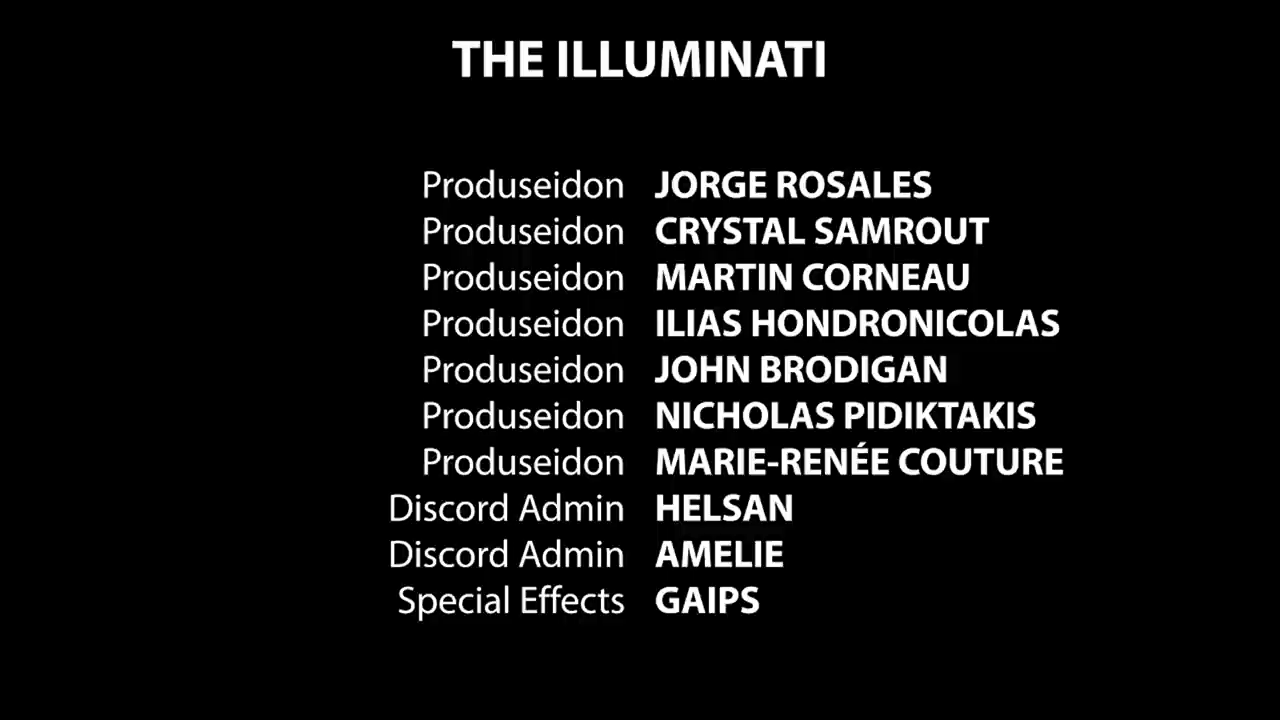 THE ILLUMINATI
Produseidon JORGE ROSALES
Produseidon CRYSTAL SAMROUT
Produseidon MARTIN CORNEAU
Produseidon ILIAS HONDRONICOLAS
Produseidon JOHN BRODIGAN
Produseidon NICHOLAS PIDIKTAKIS
Produseidon MARIE-RENÉE COUTURE
Discord Admin HELSAN
Discord Admin AMELIE
Special Effects GAIPS